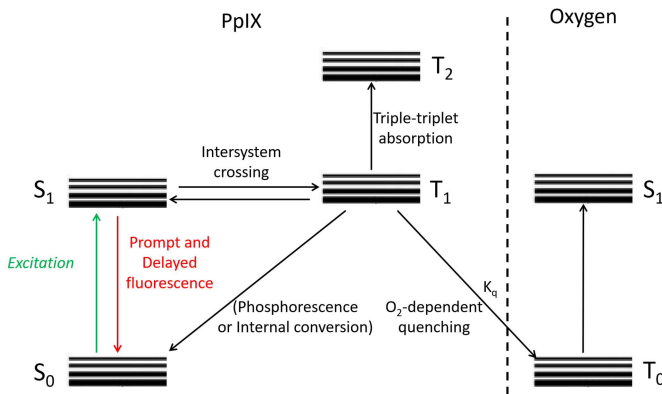 PpIX
Oxygen
T2
Triple-triplet
absorption
Intersystem
crossing
S1
T1
S1
Excitation
Prompt and
Delayed
fluorescence
(Phosphorescence
or Internal conversion)
Kq
O2-dependent
quenching
S0
T0